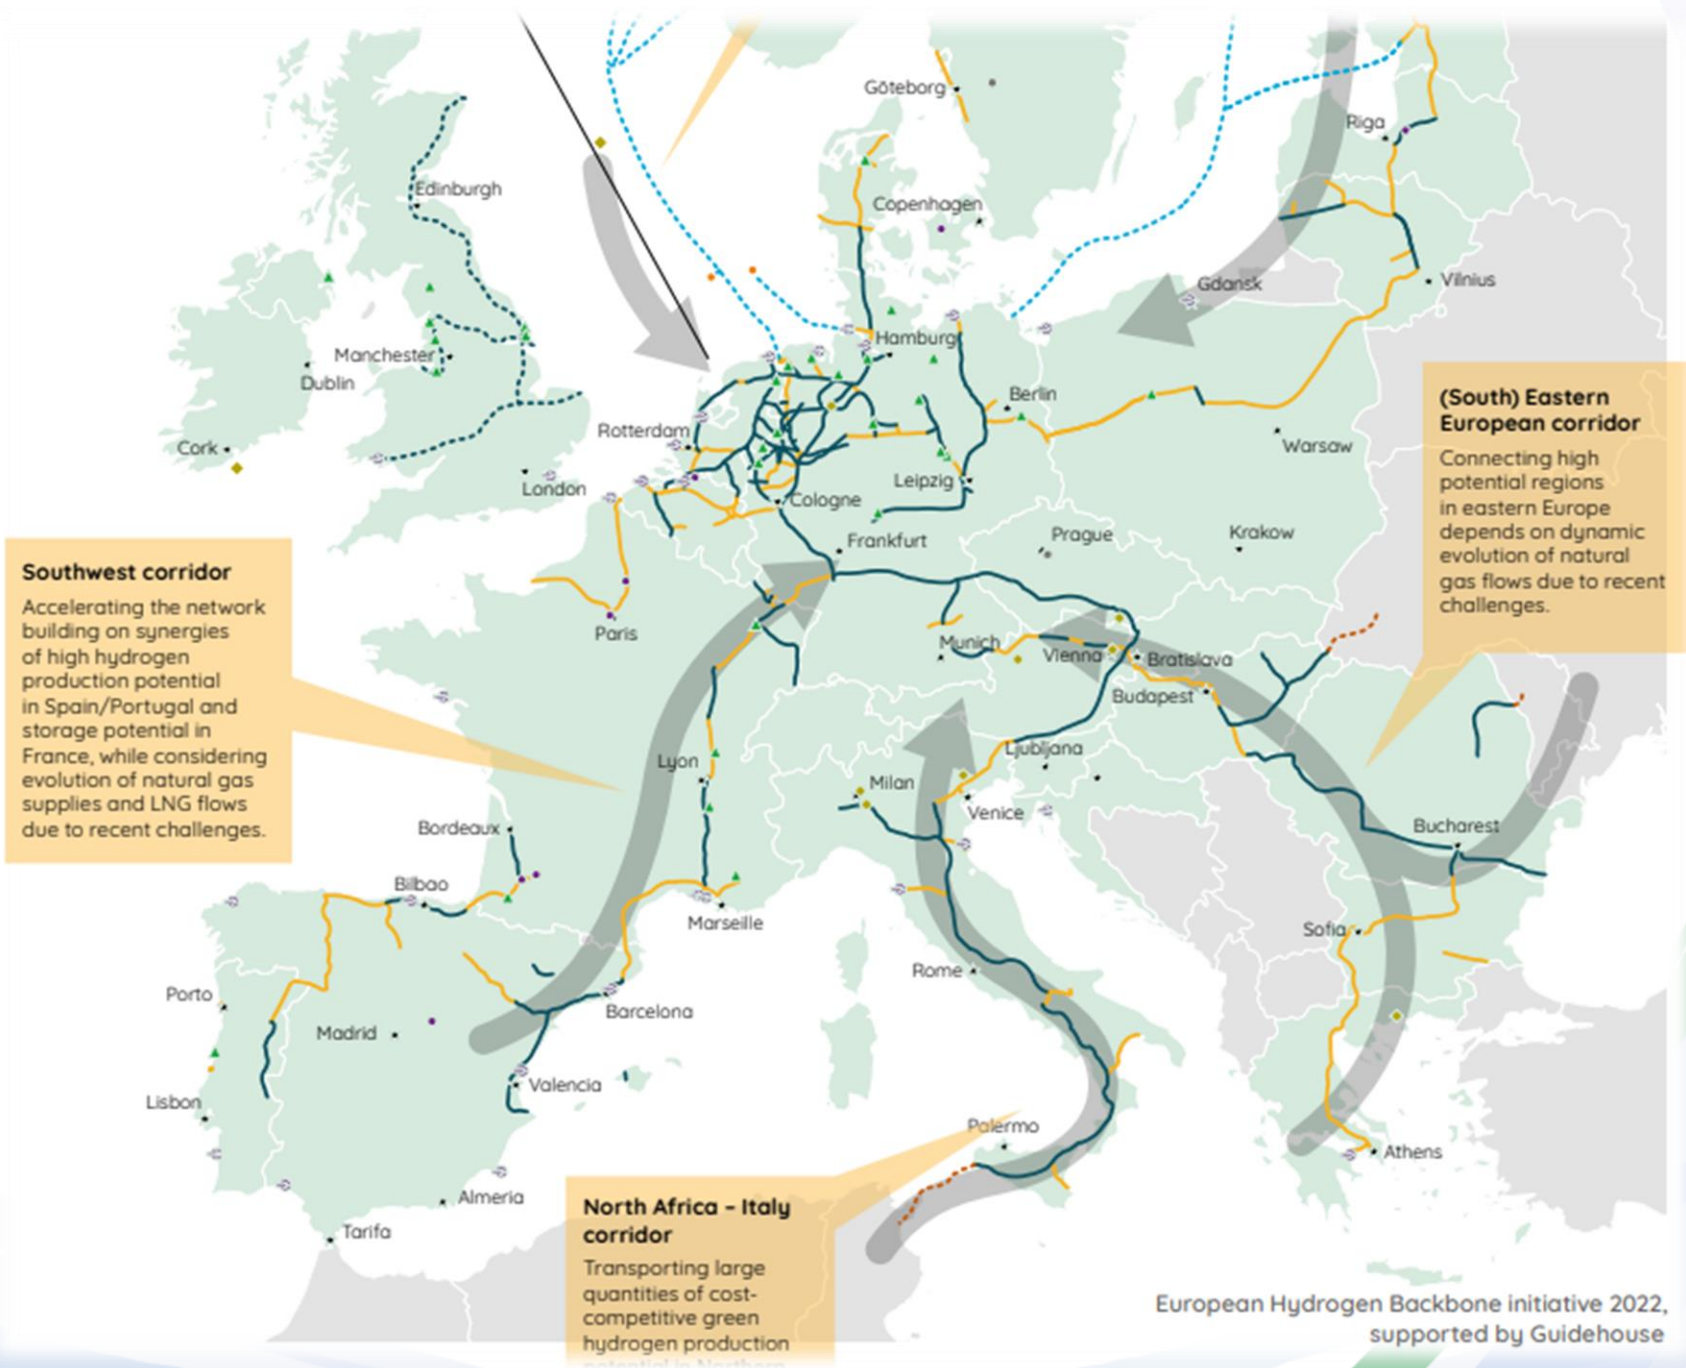 Göteborg
Riga
Edinburgh
Copenhagen
Gdansk
Vilnius
Hamburg
Manchester
Dublin
Berlin
Rotterdam
Warsaw
Cork
London
Leipzig
Cologne
Frankfurt
Prague
Krakow
Paris
Munich
Vienna
Bratislava
Budapest
Ljubljana
Lyon
Milan
Venice
Bordeaux
Bucharest
Bilbao
Marseille
Sofia
Rome
Porto
Barcelona
Madrid
Valencia
Lisbon
Palermo
Athens
Almeria
Tarifa
(South) Eastern
European corridor
Connecting high
potential regions
in eastern Europe
depends on dynamic
evolution of natural
gas flows due to recent
challenges.
Southwest corridor
Accelerating the network
building on synergies
of high hydrogen
production potential
in Spain/Portugal and
storage potential in
France, while considering
evolution of natural gas
supplies and LNG flows
due to recent challenges.
North Africa – Italy
corridor
Transporting large
quantities of cost-
competitive green
hydrogen production
potential in Northern
European Hydrogen Backbone initiative 2022,
supported by Guidehouse